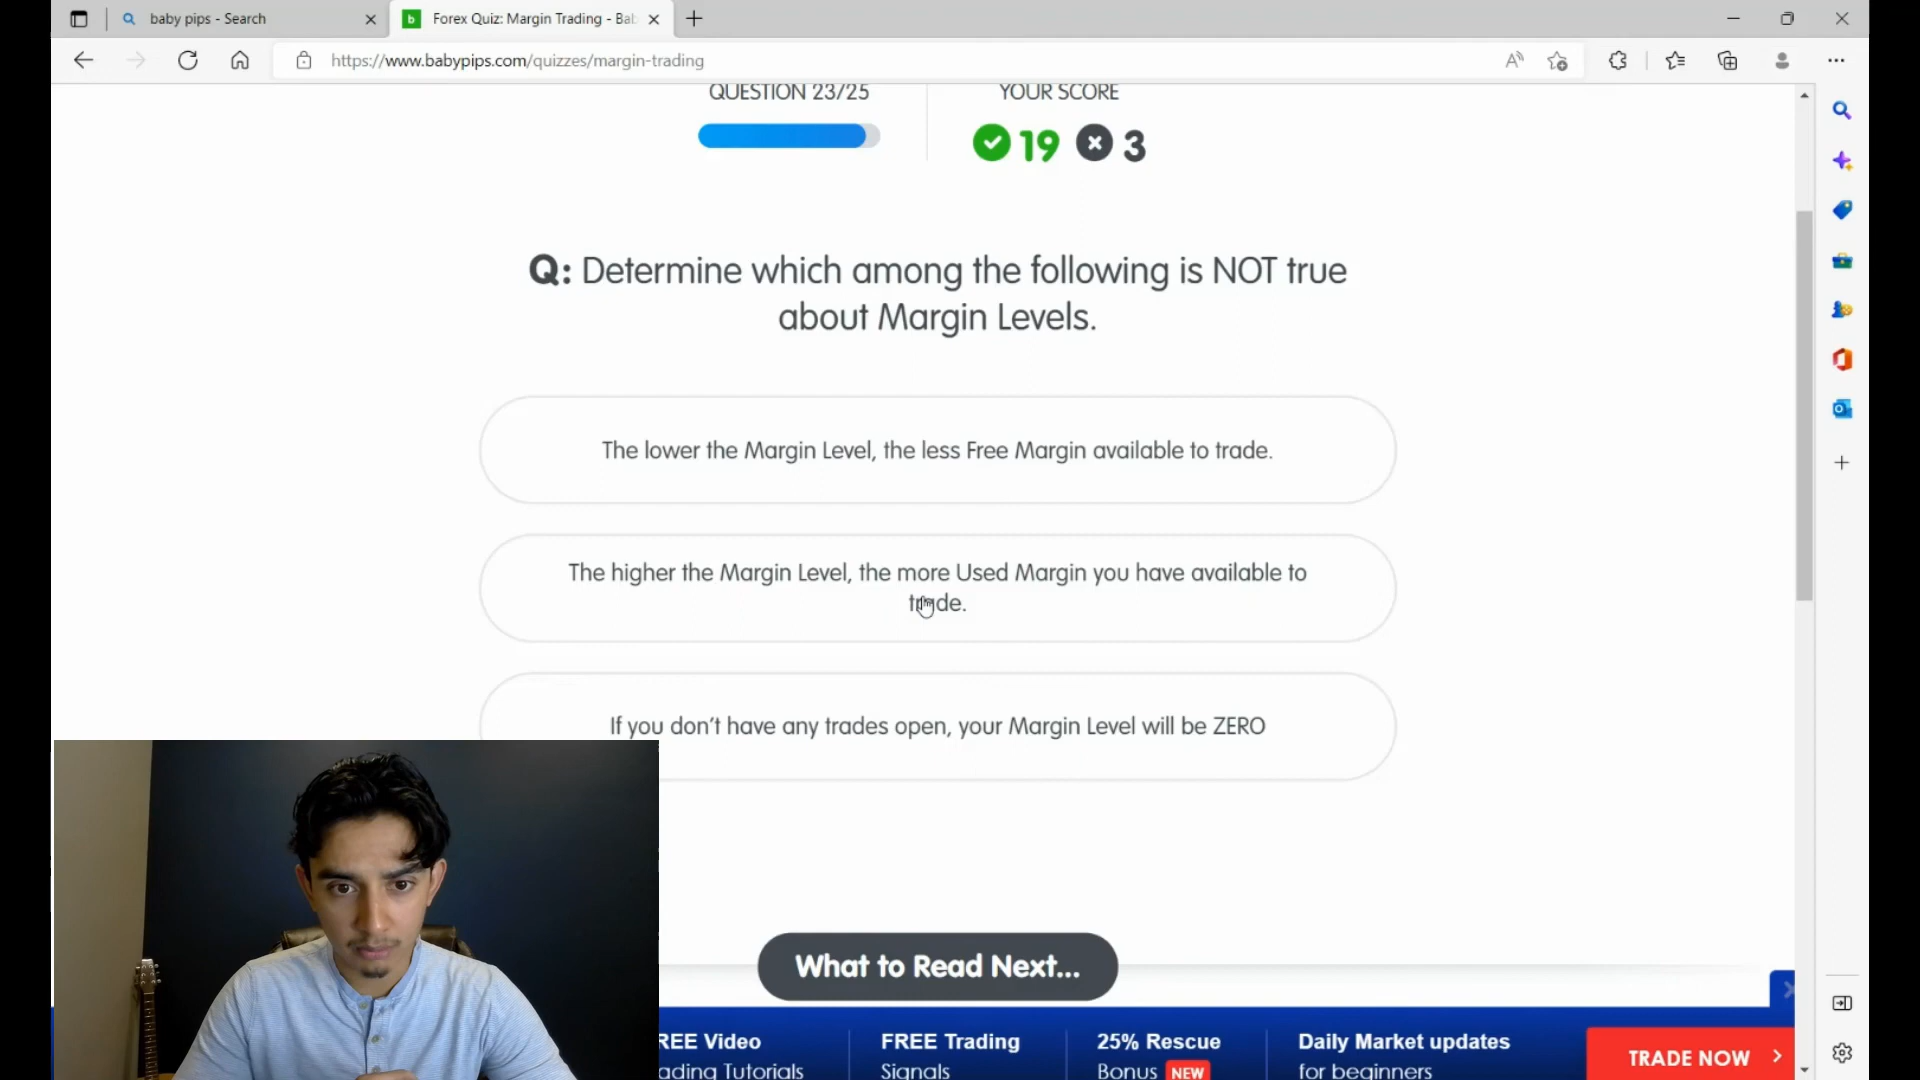 baby pips - Search
Forex Quiz: Margin Trading - Bab
https://www.babypips.com/quizzes/margin-trading
QUESTION 23/25
YOUR SCORE
19
3
Q: Determine which among the following is NOT true
about Margin Levels.
The lower the Margin Level, the less Free Margin available to trade.
The higher the Margin Level, the more Used Margin you have available to
trade.
If you don't have any trades open, your Margin Level will be ZERO
What to Read Next...
REE Video
ading Tutorials
FREE Trading
Signals
25% Rescue
Bonus NEW
Daily Market updates
for beginners
TRADE NOW